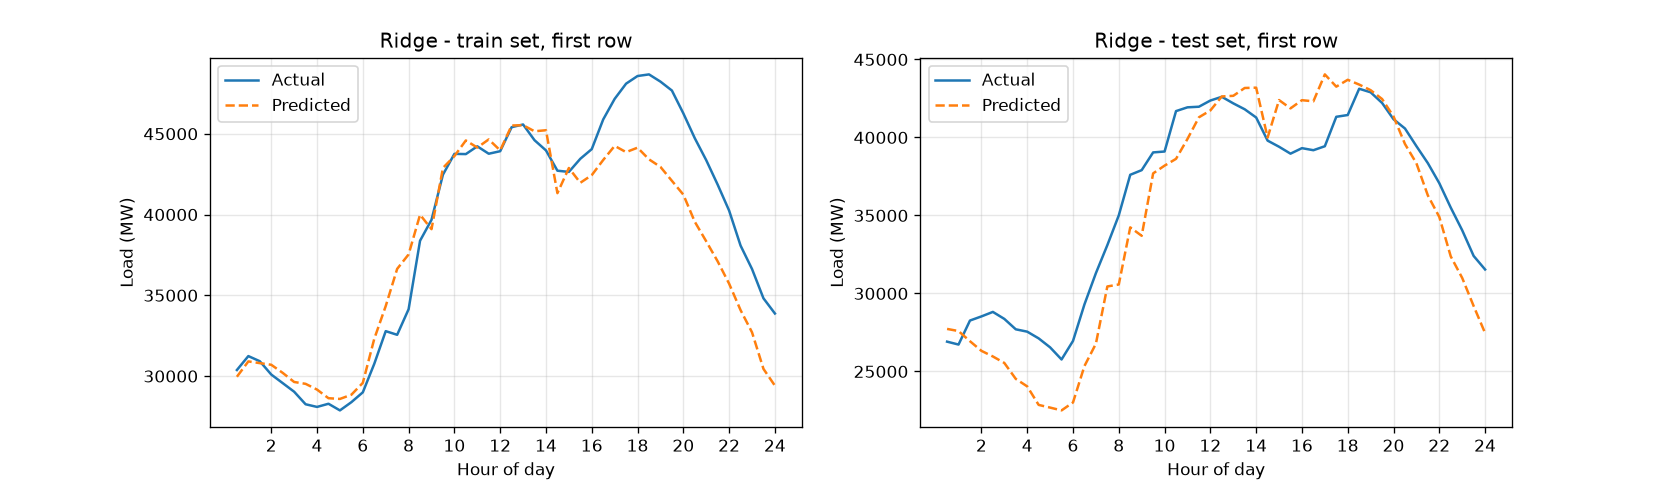 Ridge - train set, first row
Actual
Predicted
Load (MW)
45000
40000
35000
30000
2 4 6 8 10 12 14 16 18 20 22 24
Hour of day
Ridge - test set, first row
Actual
Predicted
Load (MW)
45000
40000
35000
30000
25000
2 4 6 8 10 12 14 16 18 20 22 24
Hour of day